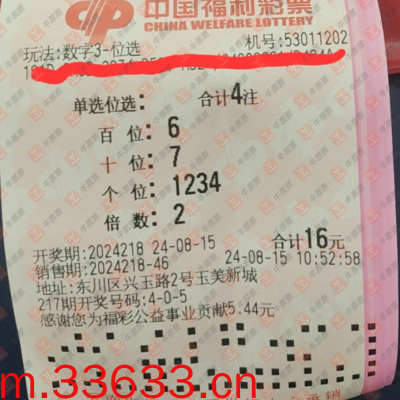 中国福利彩票
CHINA WELFARE LOTTERY
玩法:数字3-位选 机号:53011202
单选位选: 合计4注
百位: 6
十位: 7
个位: 1234
倍数: 2
开奖期:2024218 24-08-15 合计16元
销售期:2024218-46 24-08-15 10:52:58
地址:东川区兴玉路2号玉美新城
217期开奖号码:4-0-5
感谢您为福彩公益事业贡献5.44元
m.33633.cn